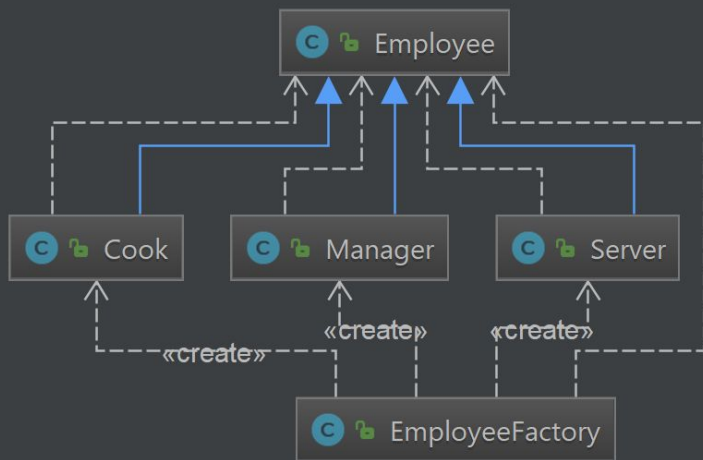 C Employee
C Cook
C Manager
C Server
«create»
«create»
«create»
C EmployeeFactory